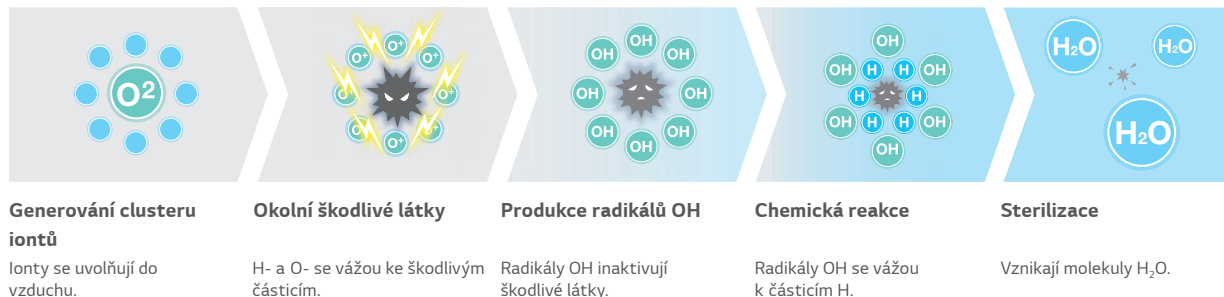 O²
O⁺ O⁺ O⁺
O⁺ O⁺
O⁺ O⁺ O⁺
OH OH OH
OH OH
OH OH OH
OH
OH H H OH
H H
OH H H OH
OH
H₂O H₂O
H₂O
Generování clusteru
iontů
Ionty se uvolňují do
vzduchu.
Okolní škodlivé látky
H- a O- se vážou ke škodlivým
částicím.
Produkce radikálů OH
Radikály OH inaktivují
škodlivé látky.
Chemická reakce
Radikály OH se vážou
k částicím H.
Sterilizace
Vznikají molekuly H₂O.